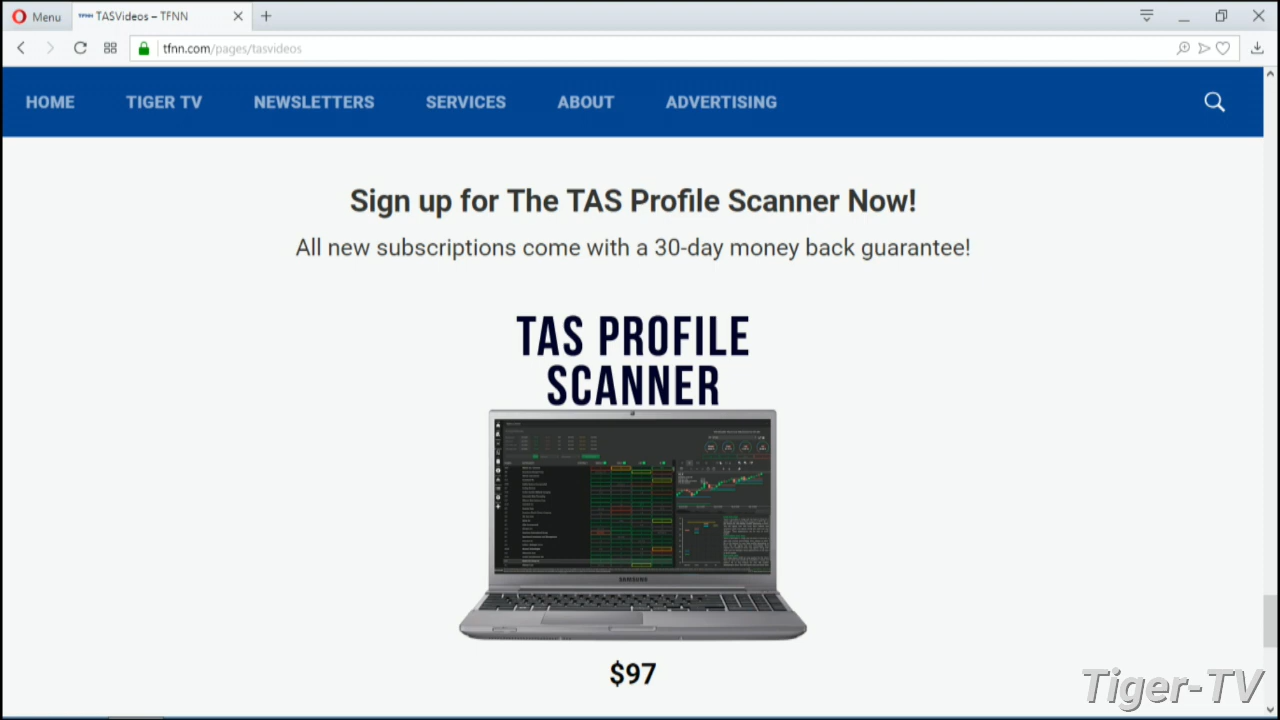 Menu
TFNN TASVideos – TFNN
tfnn.com/pages/tasvideos
HOME TIGER TV NEWSLETTERS SERVICES ABOUT ADVERTISING
Sign up for The TAS Profile Scanner Now!
All new subscriptions come with a 30-day money back guarantee!
TAS PROFILE
SCANNER
SAMSUNG
$97
Tiger-TV